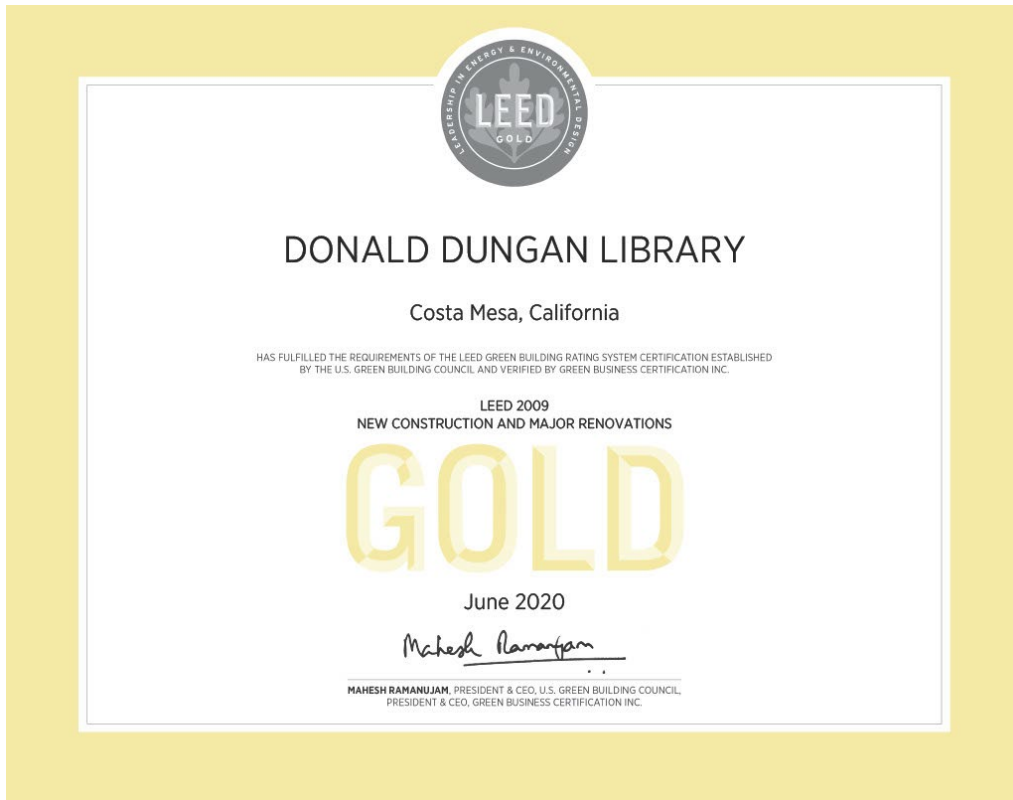 LEADERSHIP IN ENERGY & ENVIRONMENTAL DESIGN
LEED
GOLD
DONALD DUNGAN LIBRARY
Costa Mesa, California
HAS FULFILLED THE REQUIREMENTS OF THE LEED GREEN BUILDING RATING SYSTEM CERTIFICATION ESTABLISHED
BY THE U.S. GREEN BUILDING COUNCIL AND VERIFIED BY GREEN BUSINESS CERTIFICATION INC.
LEED 2009
NEW CONSTRUCTION AND MAJOR RENOVATIONS
GOLD
June 2020
Mahesh Ramanujam
MAHESH RAMANUJAM, PRESIDENT & CEO, U.S. GREEN BUILDING COUNCIL,
PRESIDENT & CEO, GREEN BUSINESS CERTIFICATION INC.